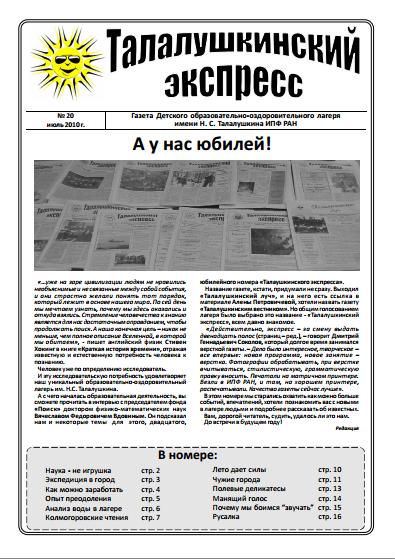 Талалушкинский
экспресс
№ 20
июль 2010 г.
Газета Детского образовательно-оздоровительного лагеря
имени Н. С. Талалушкина ИПФ РАН
А у нас юбилей!
«…уже на заре цивилизации людям не нравились
необъяснимые и не связанные между собой события,
и они страстно желали понять тот порядок,
который лежит в основе нашего мира. По сей день
мы мечтаем узнать, почему мы здесь оказались и
откуда взялись. Стремление человечества к знанию
является для нас достаточным оправданием, чтобы
продолжать поиск. А наша конечная цель – никак не
меньше, чем полное описание Вселенной, в которой
мы обитаем», - пишет английский физик Стивен
Хокинг в книге «Краткая история времени», отражая
известную и естественную потребность человека к
познанию.
Человек уже по определению исследователь.
И эту исследовательскую потребность удовлетворяет
наш уникальный образовательно-оздоровительный
лагерь им. Н.С. Талалушкина.
А с чего началась образовательная деятельность, вы
можете прочитать в интервью с председателем фонда
«Поиск» доктором физико-математических наук
Вячеславом Федоровичем Вдовиным. Он подсказал
нам и некоторые темы для этого, двадцатого,
юбилейного номера «Талалушкинского экспресса».
Название газете, кстати, придумали не сразу. Выходил
«Талалушкинский луч», и на него есть ссылка в
материале Алены Петровичевой, хотели назвать газету
«Талалушкинским вестником». Но общим голосованием
лагеря было выбрано это название - «Талалушкинский
экспресс», всем давно знакомое.
«Действительно, экспресс – за смену выдать
двенадцать полос (страниц – ред.), – говорит Дмитрий
Геннадьевич Соколов, который долгое время занимался
версткой газеты. – Дело было интересное, творческое –
все впервые: новая программа, новое занятие –
верстка. Фотографии обрабатывать, при верстке
вчитываться, стилистическую, грамматическую
правку вносить. Печатали на матричном принтере.
Везли в ИПФ РАН, и там, на хорошем принтере,
распечатывали. Качество газеты сейчас лучше».
В этом номере мы старались охватить как можно больше
событий, впечатлений, хотели познакомить вас с новыми
в лагере людьми и подробнее рассказать об известных.
Вам, дорогой читатель, судить, удалось ли это нам.
До встречи в будущем году!
Редакция
В номере:
Наука - не игрушка стр. 2
Экспедиция в город стр. 3
Как можно заработать стр. 4
Опыт преодоления стр. 5
Анализ воды в лагере стр. 6
Колмогоровские чтения стр. 7
Лето дает силы стр. 10
Чужие города стр. 11
Полевые деликатесы стр. 13
Манящий голос стр. 14
Почему мы боимся “звучать” стр. 15
Русалка стр. 16